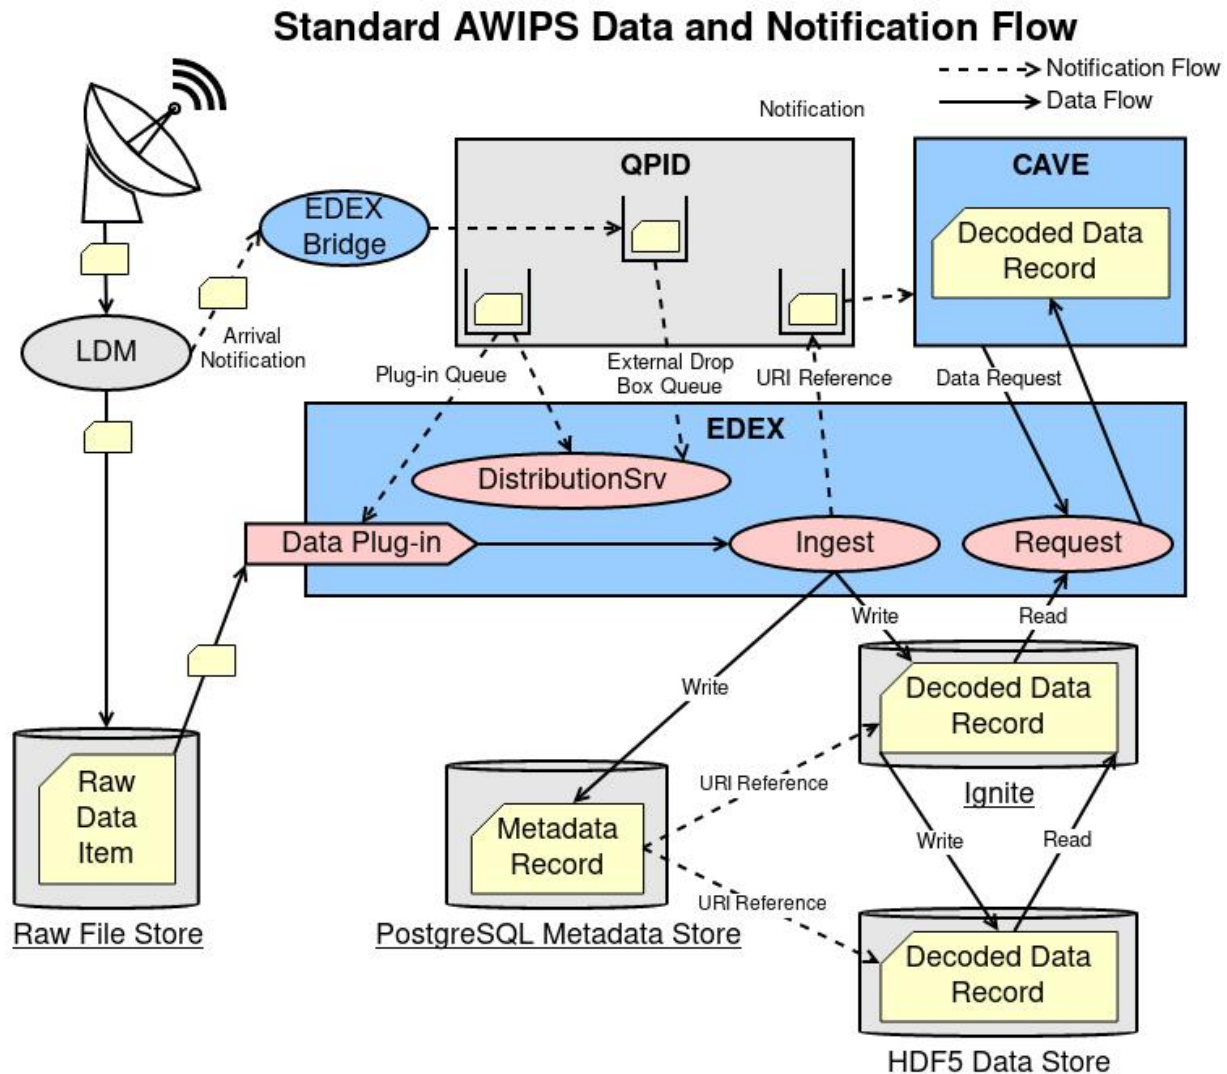 Standard AWIPS Data and Notification Flow
Notification Flow
Data Flow
Notification
QPID
CAVE
EDEX
Bridge
Decoded Data
Record
LDM
Arrival
Notification
Plug-in Queue
External Drop
Box Queue
URI Reference
Data Request
EDEX
DistributionSrv
Data Plug-in
Ingest
Request
Write
Read
Write
Decoded Data
Record
Ignite
Raw
Data
Item
Raw File Store
Metadata
Record
PostgreSQL Metadata Store
URI Reference
URI Reference
Write
Read
Decoded Data
Record
HDF5 Data Store